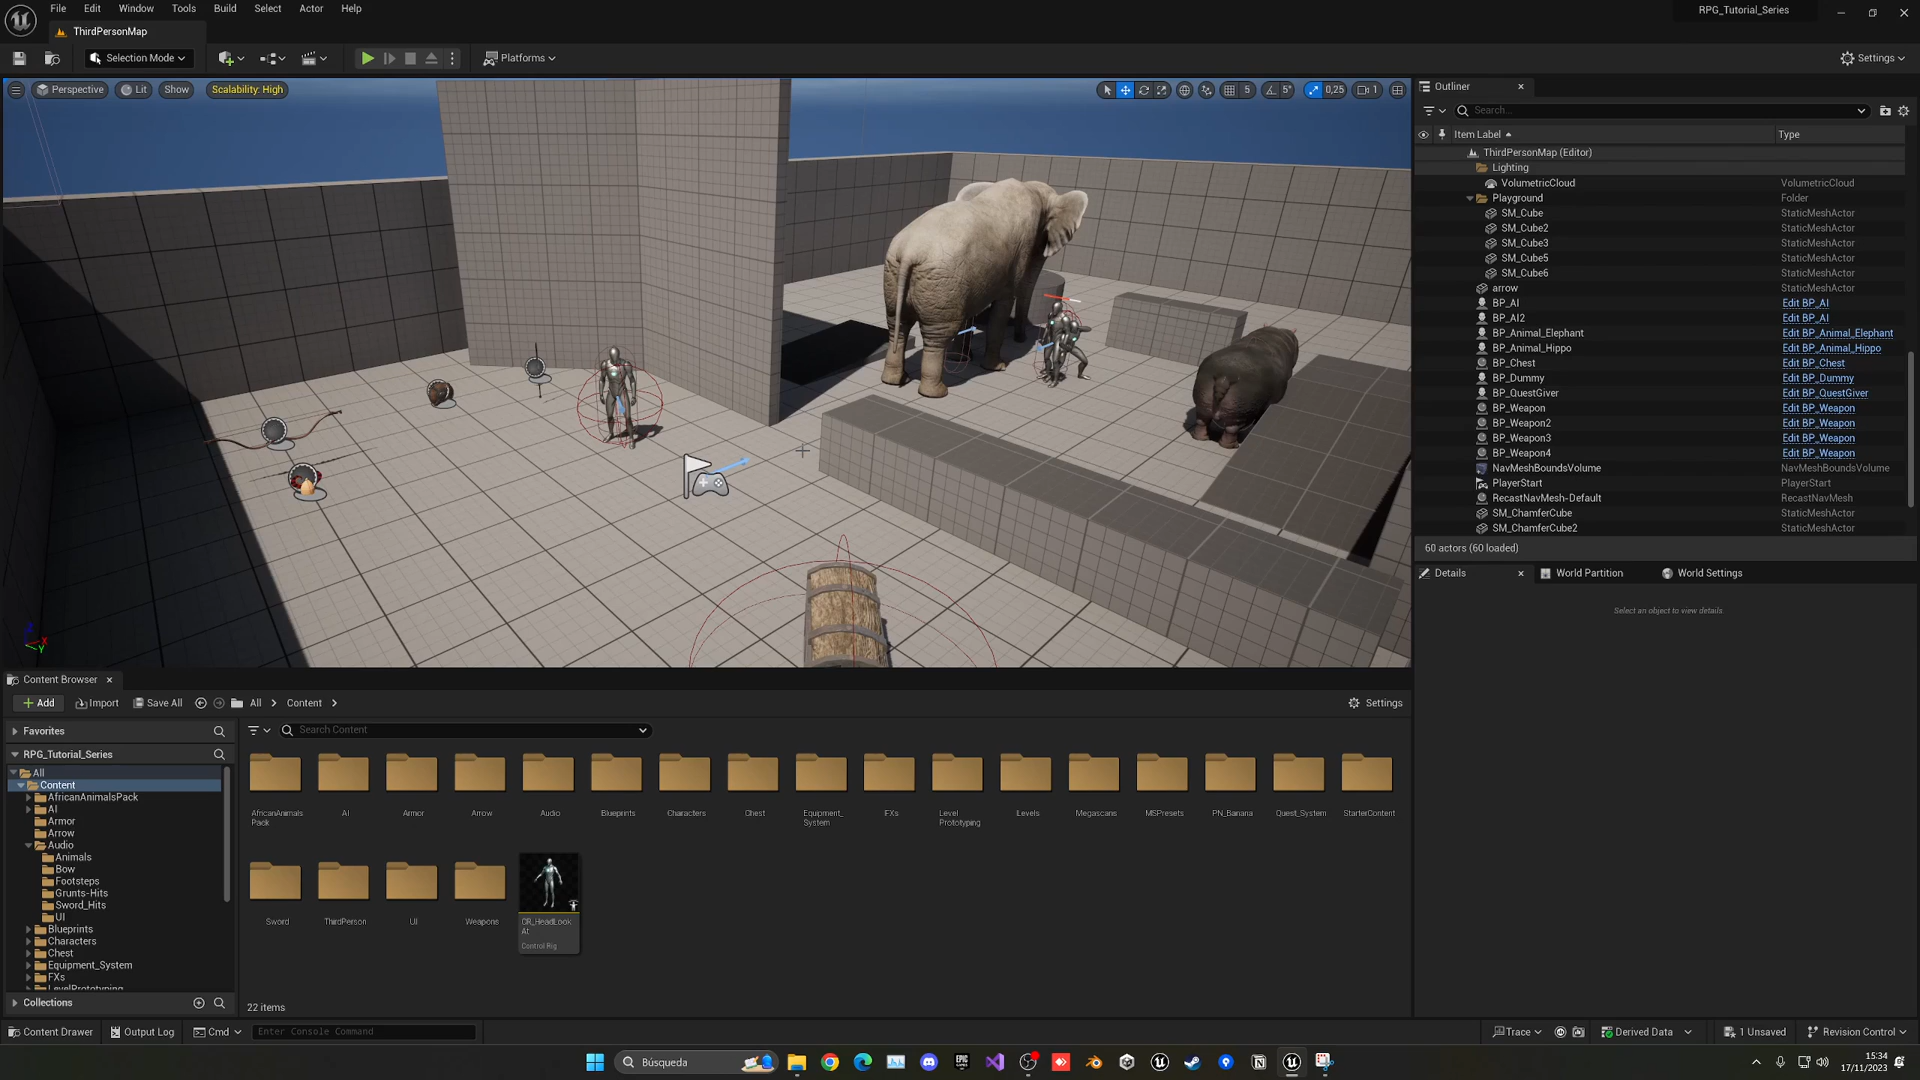 File Edit Window Tools Build Select Actor Help
RPG_Tutorial_Series
ThirdPersonMap
Selection Mode
Platforms
Settings
Perspective
Lit
Show
Scalability: High
5
5°
0,25
1
Outliner
Search...
Item Label
Type
ThirdPersonMap (Editor)
Lighting
VolumetricCloud VolumetricCloud
Playground Folder
SM_Cube StaticMeshActor
SM_Cube2 StaticMeshActor
SM_Cube3 StaticMeshActor
SM_Cube5 StaticMeshActor
SM_Cube6 StaticMeshActor
arrow StaticMeshActor
BP_AI Edit BP_AI
BP_AI2 Edit BP_AI
BP_Animal_Elephant Edit BP_Animal_Elephant
BP_Animal_Hippo Edit BP_Animal_Hippo
BP_Chest Edit BP_Chest
BP_Dummy Edit BP_Dummy
BP_QuestGiver Edit BP_QuestGiver
BP_Weapon Edit BP_Weapon
BP_Weapon2 Edit BP_Weapon
BP_Weapon3 Edit BP_Weapon
BP_Weapon4 Edit BP_Weapon
NavMeshBoundsVolume NavMeshBoundsVolume
PlayerStart PlayerStart
RecastNavMesh-Default RecastNavMesh
SM_ChamferCube StaticMeshActor
SM_ChamferCube2 StaticMeshActor
60 actors (60 loaded)
Details
World Partition
World Settings
Select an object to view details.
X
Y
Content Browser
Add
Import
Save All
All
Content
Settings
Favorites
RPG_Tutorial_Series
All
Content
AfricanAnimalsPack
AI
Armor
Arrow
Audio
Animals
Bow
Footsteps
Grunts-Hits
Sword_Hits
UI
Blueprints
Characters
Chest
Equipment_System
FXs
LevelPrototyping
Collections
Search Content
AfricanAnimals AI Armor Arrow Audio Blueprints Characters Chest Equipment_ FXs Level Levels Megascans MSPresets PN_Banana Quest_System StarterContent
Pack System Prototyping
Sword ThirdPerson UI Weapons CR_HeadLook
At
Control Rig
22 items
Content Drawer
Output Log
Cmd
Enter Console Command
Trace
Derived Data
1 Unsaved
Revision Control
Búsqueda
15:34
17/11/2023